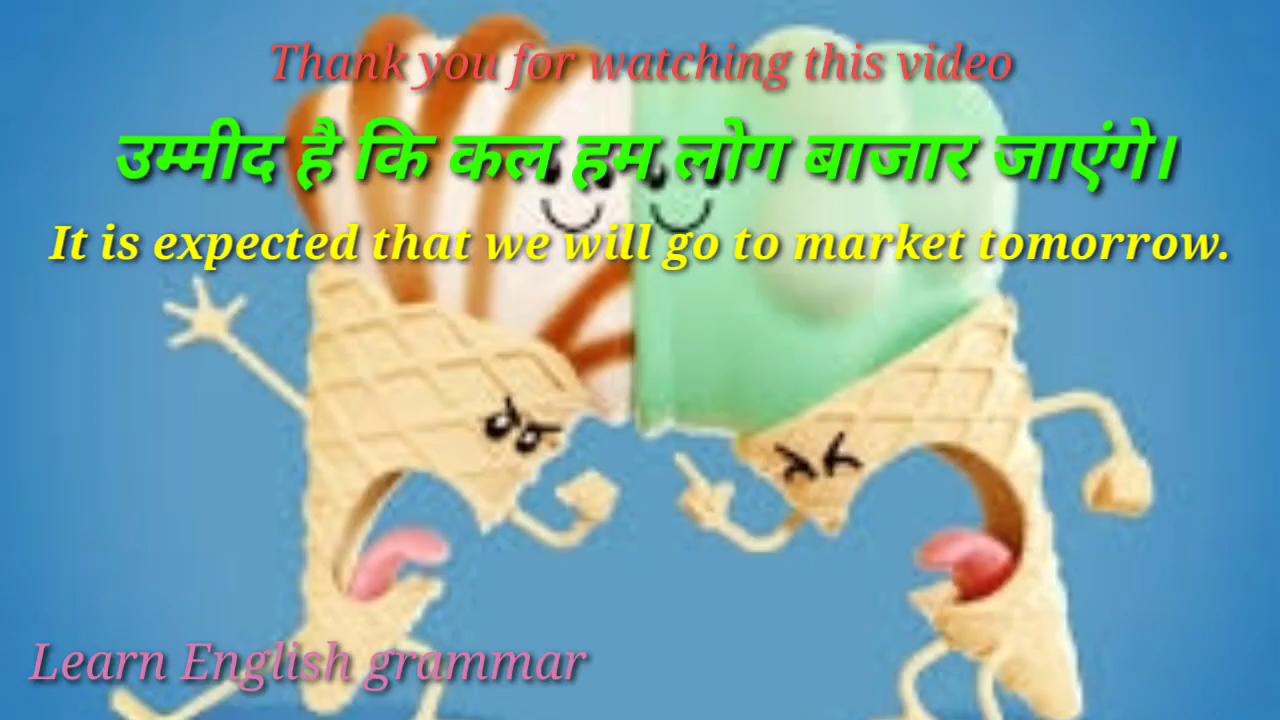 Thank you for watching this video
उम्मीद है कि कल हम लोग बाजार जाएंगे।
It is expected that we will go to market tomorrow.
Learn English grammar